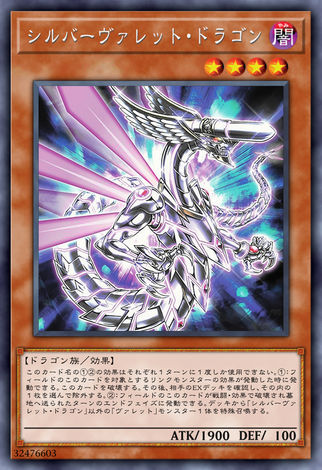 シルバーヴァレット・ドラゴン
やみ
闇
【ドラゴン族/効果】
このカード名の①②の効果はそれぞれ1ターンに1度しか使用できない。①:フ
ィールドのこのカードを対象とするリンクモンスターの効果が発動した時に発
動できる。このカードを破壊する。その後、相手のEXデッキを確認し、その内の
1枚を選んで除外する。②:フィールドのこのカードが戦闘・効果で破壊され墓
地へ送られたターンのエンドフェイズに発動できる。デッキから「シルバーヴァ
レット・ドラゴン」以外の「ヴァレット」モンスター1体を特殊召喚する。
ATK/1900 DEF/ 100
32476603